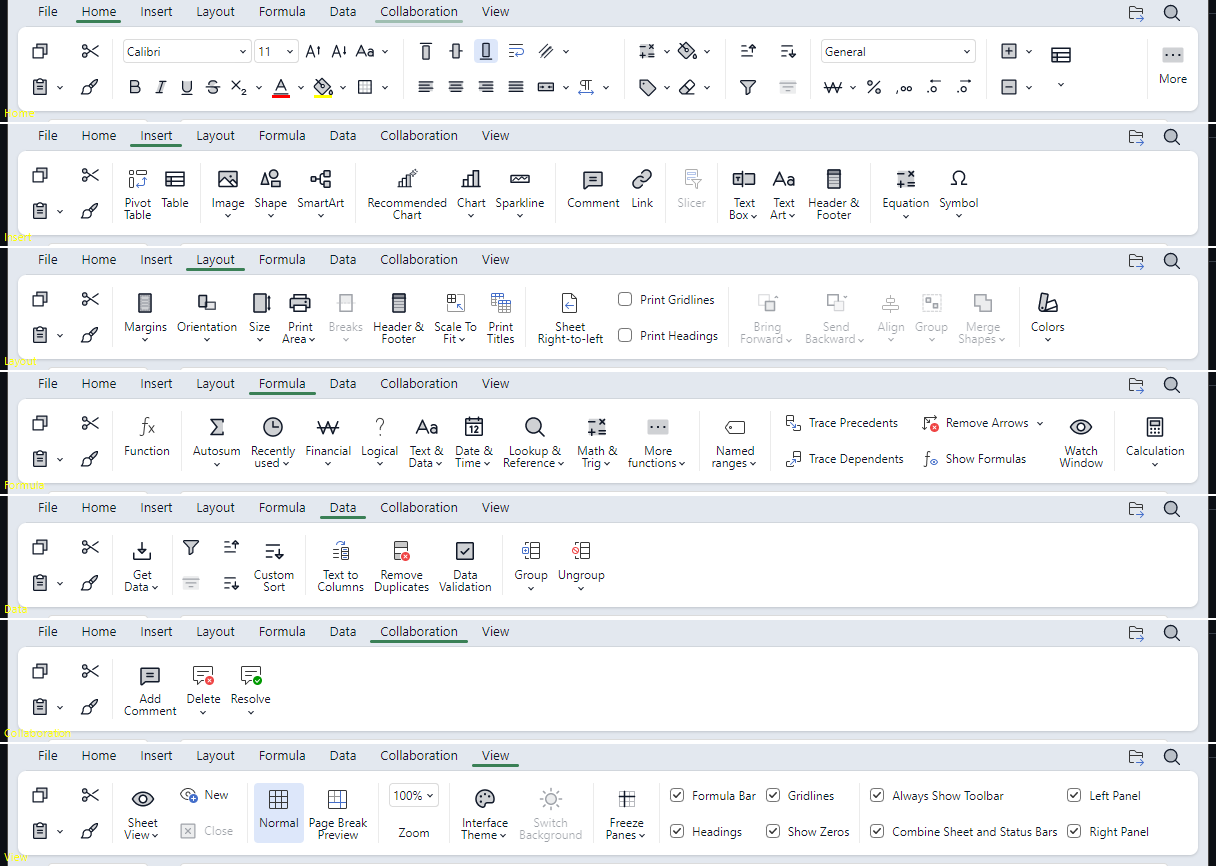 File Home Insert Layout Formula Data Collaboration View
Calibri 11 Aa General
B I U S X₂ A W %
More
Home
File Home Insert Layout Formula Data Collaboration View
Pivot Table Table Image Shape SmartArt Recommended Chart Chart Sparkline Comment Link Slicer Text Box Text Art Header & Footer Equation Symbol
Insert
File Home Insert Layout Formula Data Collaboration View
Print Gridlines
Margins Orientation Size Print Area Breaks Header & Footer Scale To Fit Print Titles Sheet Right-to-left Bring Forward Send Backward Align Group Merge Shapes Colors
Print Headings
Layout
File Home Insert Layout Formula Data Collaboration View
Trace Precedents Remove Arrows
Function Autosum Recently used Financial Logical Text & Data Date & Time Lookup & Reference Math & Trig More functions Named ranges Watch Window Calculation
Trace Dependents Show Formulas
Formula
File Home Insert Layout Formula Data Collaboration View
Get Data Custom Sort Text to Columns Remove Duplicates Data Validation Group Ungroup
Data
File Home Insert Layout Formula Data Collaboration View
Add Comment Delete Resolve
Collaboration
File Home Insert Layout Formula Data Collaboration View
New 100% Formula Bar Gridlines Always Show Toolbar Left Panel
Sheet View Close Normal Page Break Preview Zoom Interface Theme Switch Background Freeze Panes Headings Show Zeros Combine Sheet and Status Bars Right Panel
View